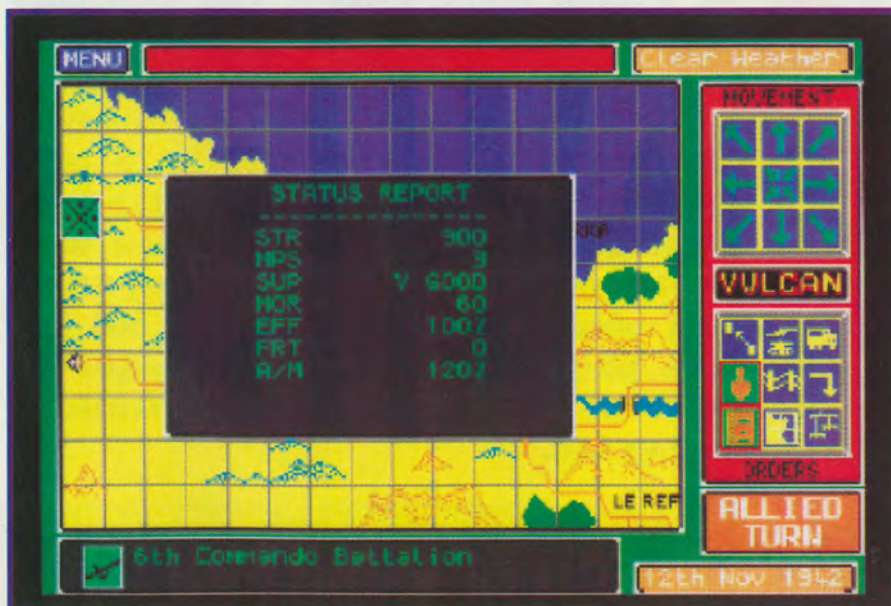 MENU
Clear Weather
MOVEMENT
STATUS REPORT
STR 900
MPS 9
SUP V GOOD
MOR 60
EFF 100%
FRT 0
A/M 120%
VULCAN
ORDERS
LE REF
ALLIED
TURN
6th Commando Battalion
12th Nov 1942